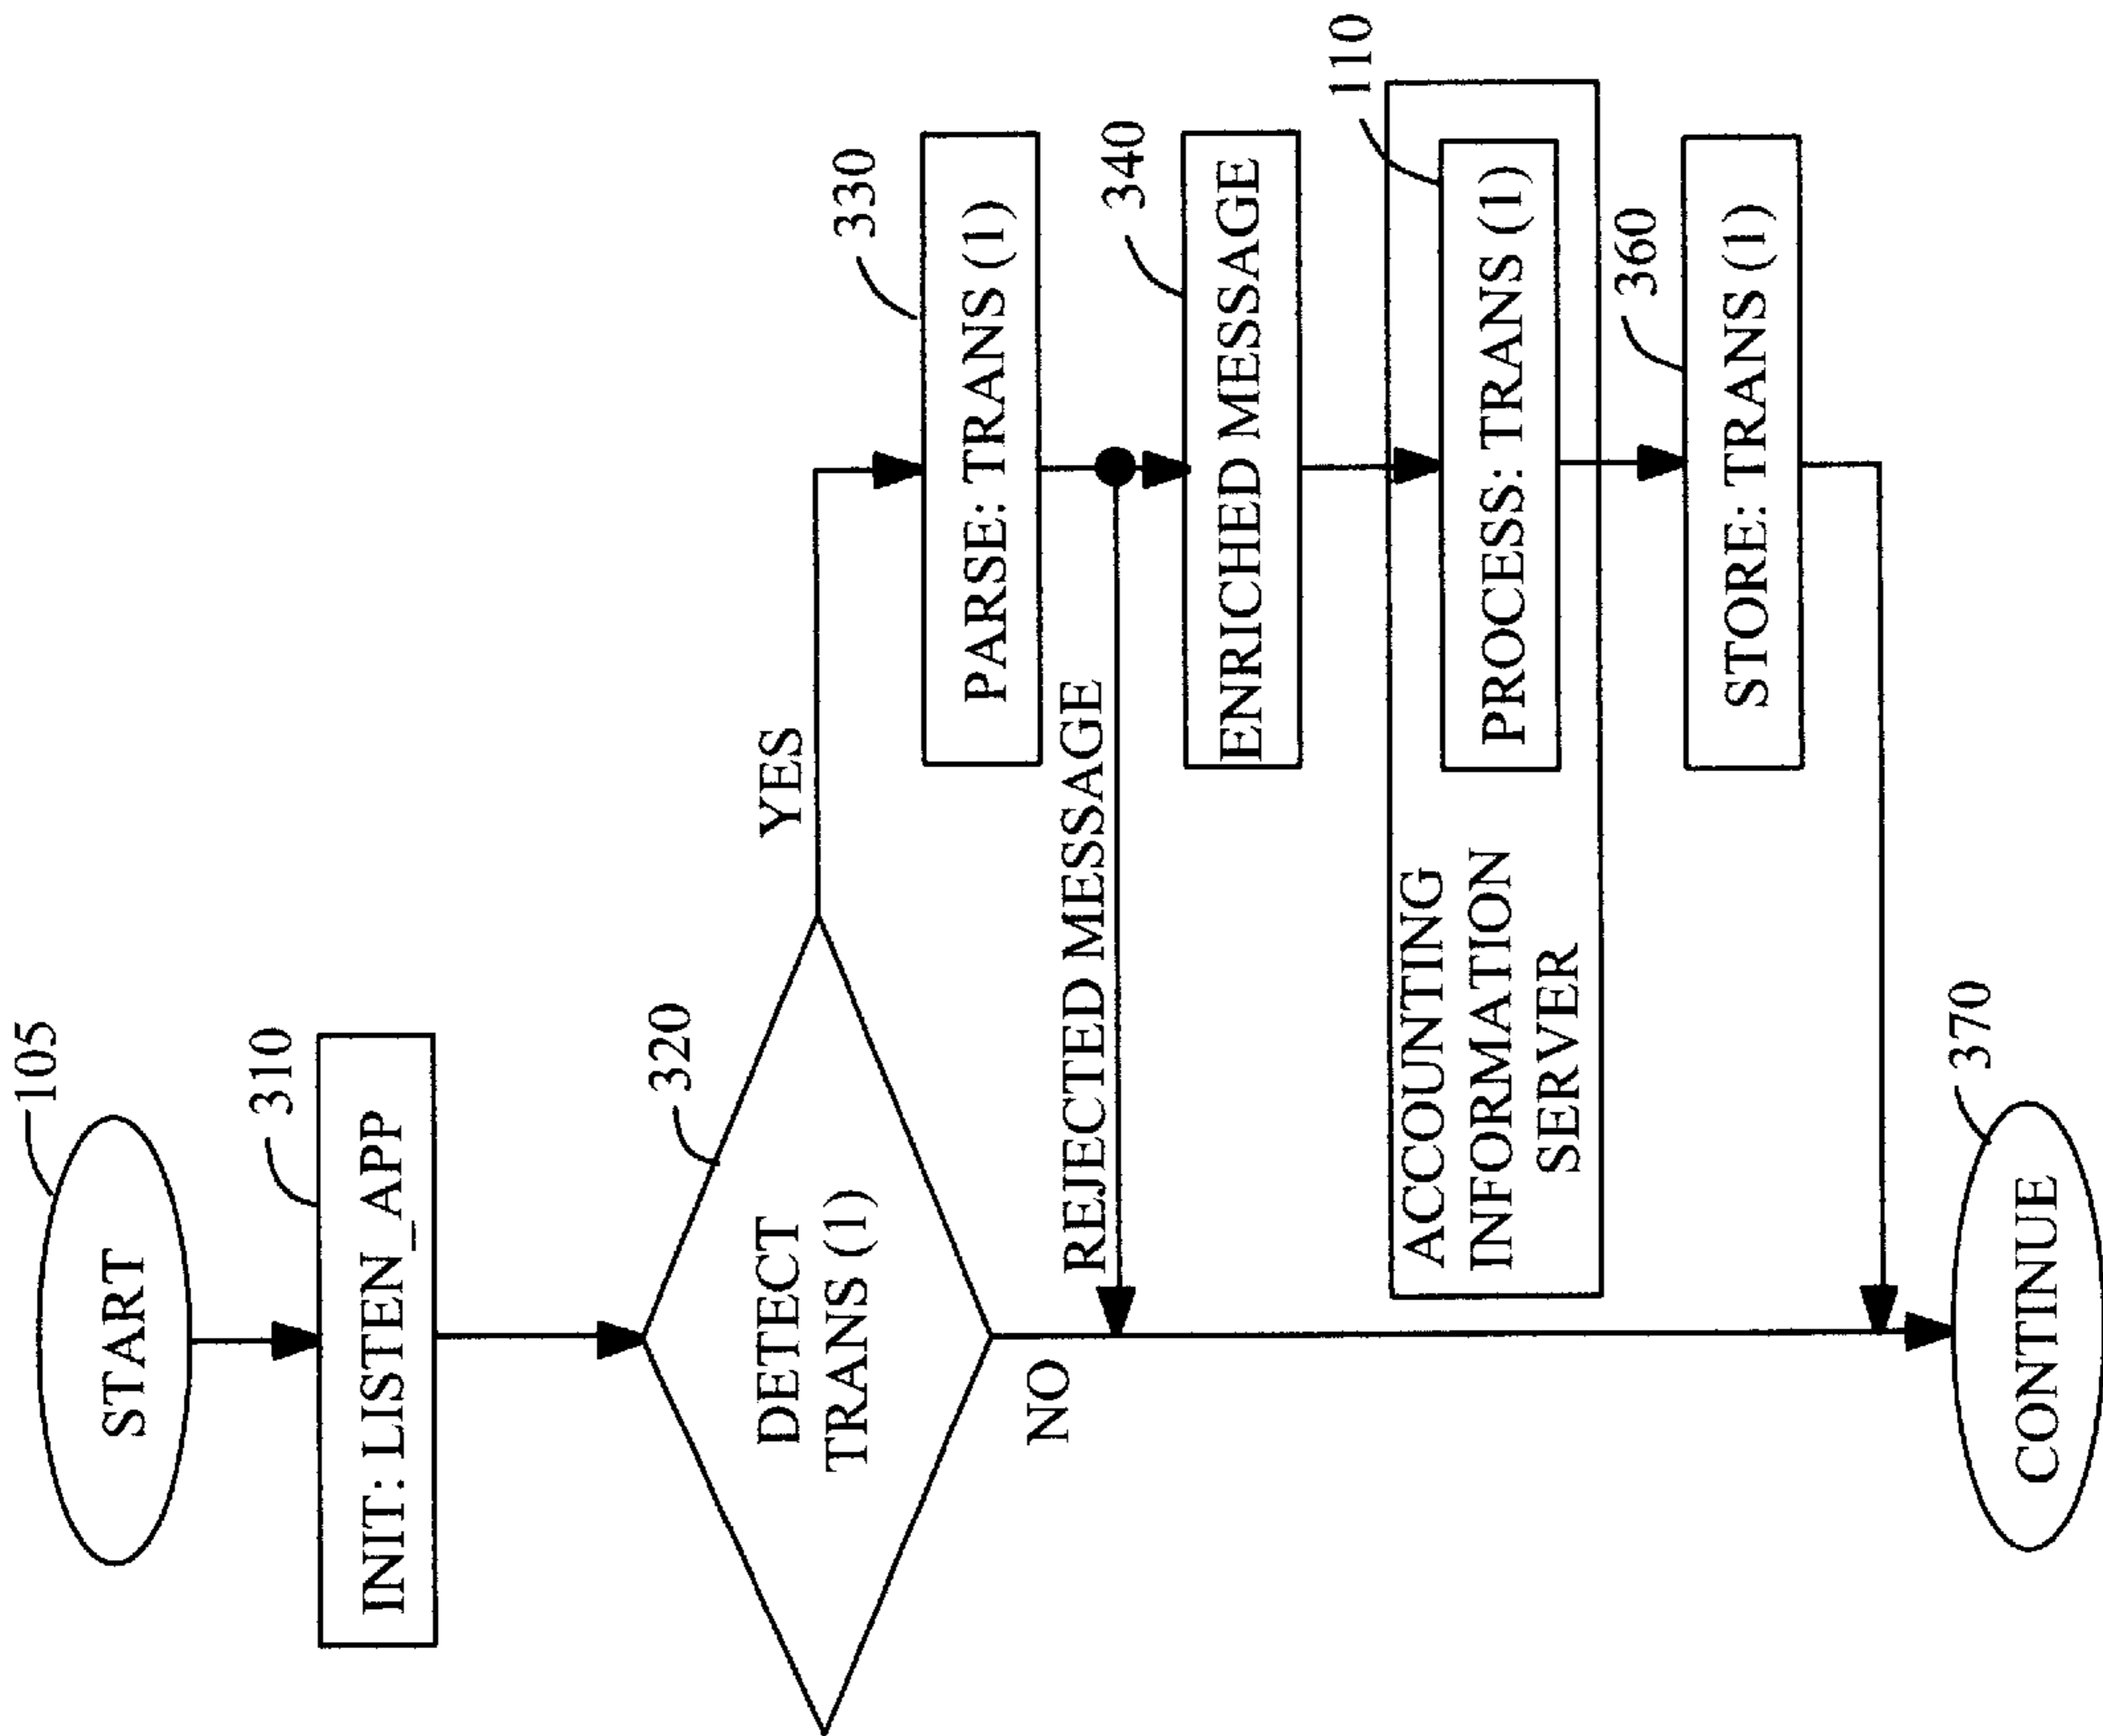 START
105
INIT: LISTEN_APP
310
DETECT
TRANS (1)
320
YES
NO
PARSE: TRANS (1)
330
REJECTED MESSAGE
ENRICHED MESSAGE
340
ACCOUNTING
INFORMATION
SERVER
PROCESS: TRANS (1)
110
STORE: TRANS (1)
360
CONTINUE
370